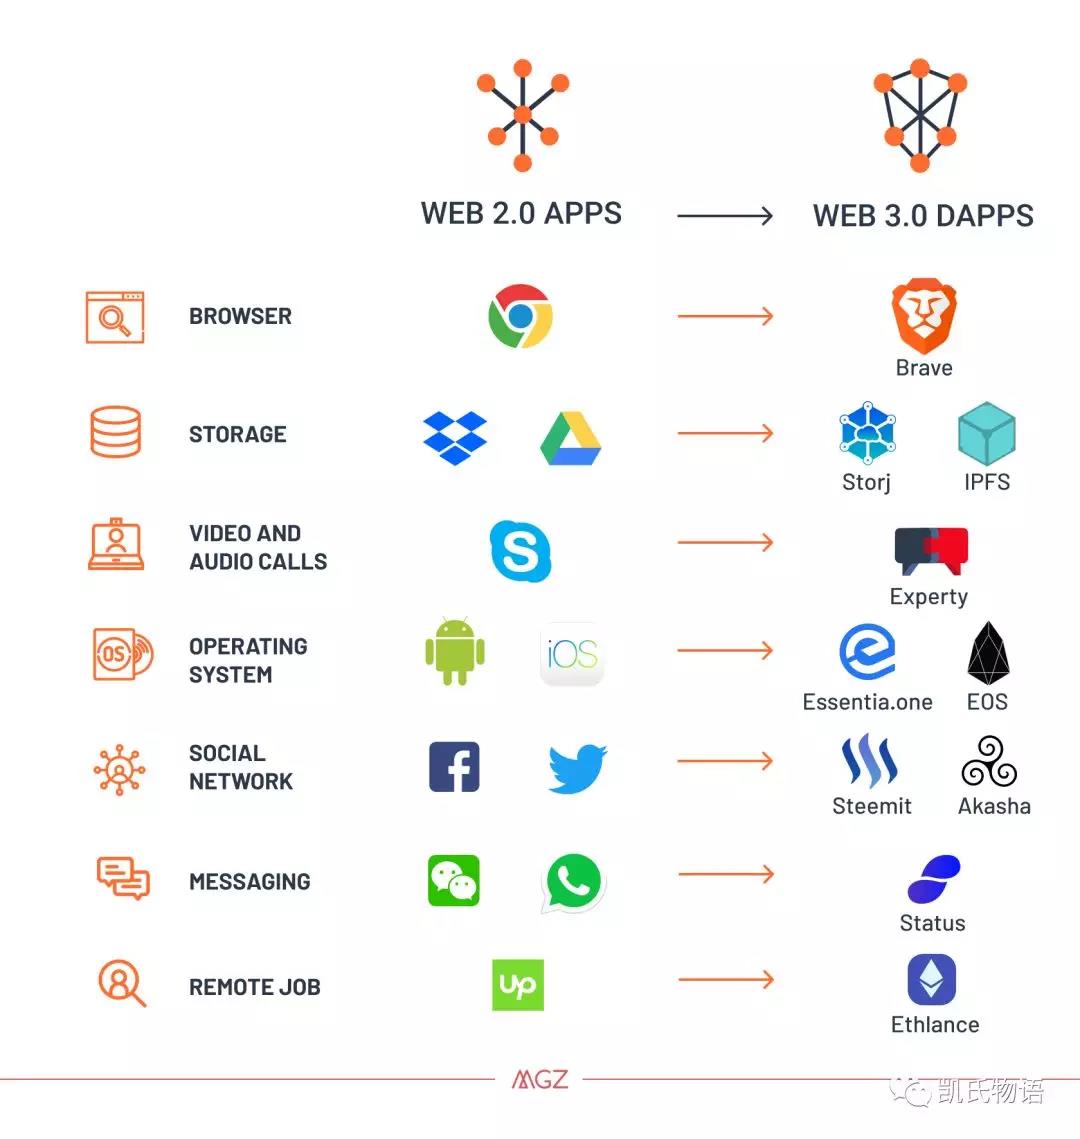 WEB 2.0 APPS
WEB 3.0 DAPPS
BROWSER
Brave
STORAGE
Storj
IPFS
VIDEO AND
AUDIO CALLS
S
Experty
OS
OPERATING
SYSTEM
iOS
Essentia.one
EOS
SOCIAL
NETWORK
f
Steemit
Akasha
MESSAGING
Status
REMOTE JOB
Up
Ethlance
MGZ
凯氏物语